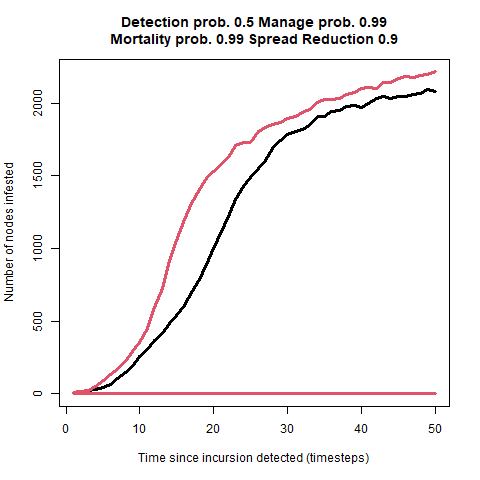 Detection prob. 0.5 Manage prob. 0.99
Mortality prob. 0.99 Spread Reduction 0.9
Number of nodes infested
2000
1500
1000
500
0
0 10 20 30 40 50
Time since incursion detected (timesteps)